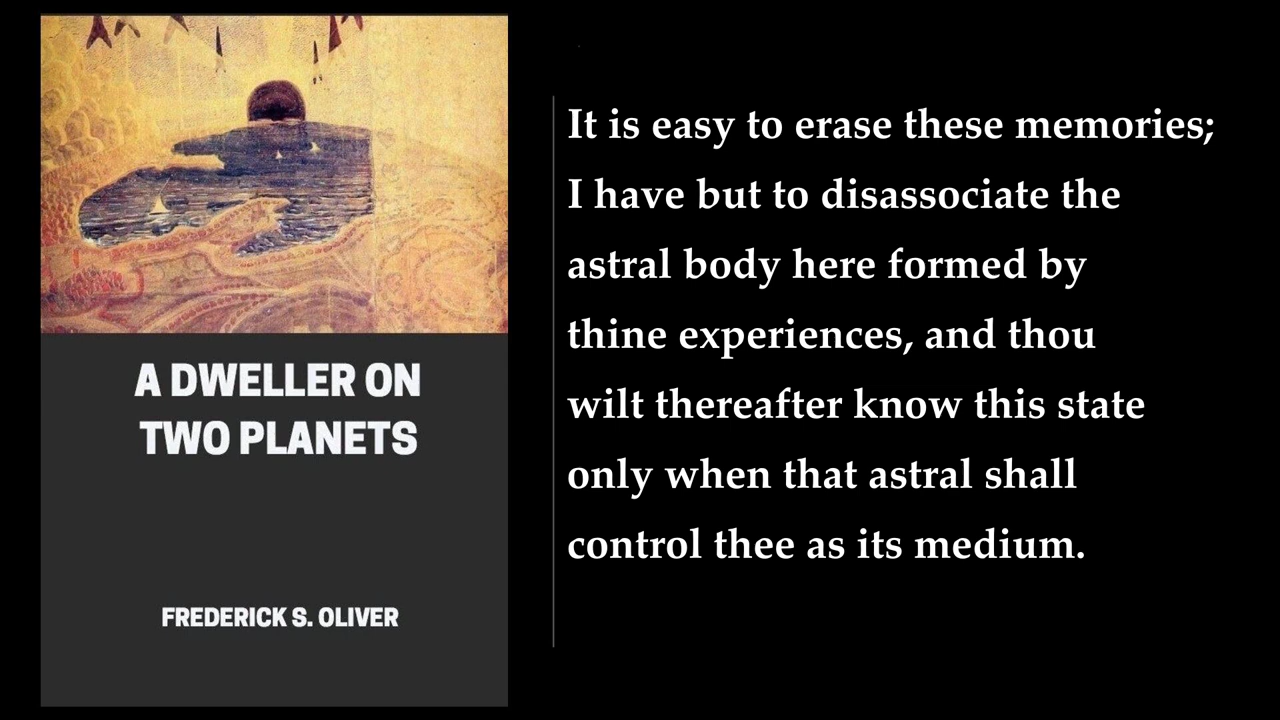 A DWELLER ON
TWO PLANETS
FREDERICK S. OLIVER
It is easy to erase these memories;
I have but to disassociate the
astral body here formed by
thine experiences, and thou
wilt thereafter know this state
only when that astral shall
control thee as its medium.